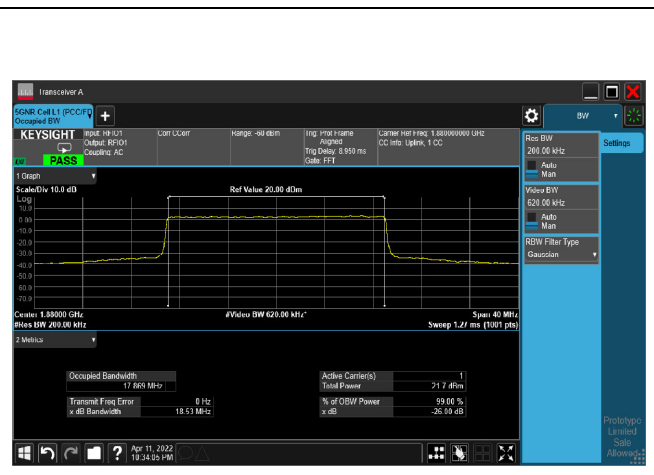 Transceiver A
5GNR Cell L1 (PCC/FD
Occupied BW
+
BW
KEYSIGHT
PASS
Input: RFIO1
Output: RFIO1
Coupling: AC
Corr CCorr
Range: -60 dBm
Trig: Prot Frame
Aligned
Trig Delay: 8.950 ms
Gate: FFT
Carrier Ref Freq: 1.88000000 GHz
CC Info: Uplink, 1 CC
Res BW
200.00 kHz
Auto
Man
Settings
1 Graph
Scale/Div 10.0 dB
Ref Value 20.00 dBm
Log
10.0
0.00
-10.0
-20.0
-30.0
-40.0
-50.0
-60.0
-70.0
Video BW
620.00 kHz
Auto
Man
RBW Filter Type
Gaussian
Center 1.88000 GHz
#Video BW 620.00 kHz*
Span 40 MHz
#Res BW 200.00 kHz
Sweep 1.27 ms (1001 pts)
2 Metrics
Occupied Bandwidth
17.869 MHz
Active Carrier(s) 1
Total Power 21.7 dBm
Transmit Freq Error 0 Hz
x dB Bandwidth 18.53 MHz
% of OBW Power 99.00 %
x dB -26.00 dB
Prototype
Limited
Sale
Allowed
?
Apr 11, 2022
10:34:05 PM